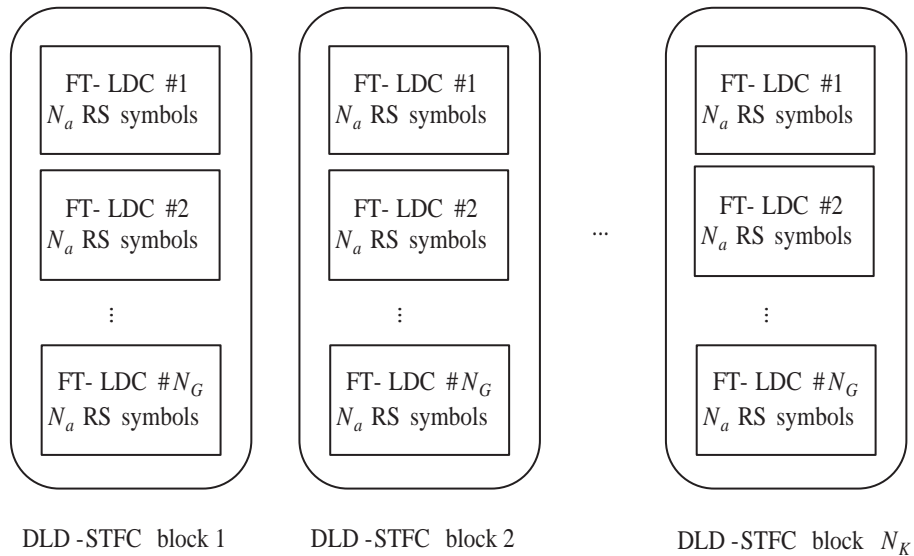 FT- LDC #1
N_a RS symbols
FT- LDC #2
N_a RS symbols
⋮
FT- LDC #N_G
N_a RS symbols
DLD -STFC block 1
FT- LDC #1
N_a RS symbols
FT- LDC #2
N_a RS symbols
⋮
FT- LDC #N_G
N_a RS symbols
DLD -STFC block 2
...
FT- LDC #1
N_a RS symbols
FT- LDC #2
N_a RS symbols
⋮
FT- LDC #N_G
N_a RS symbols
DLD -STFC block N_K